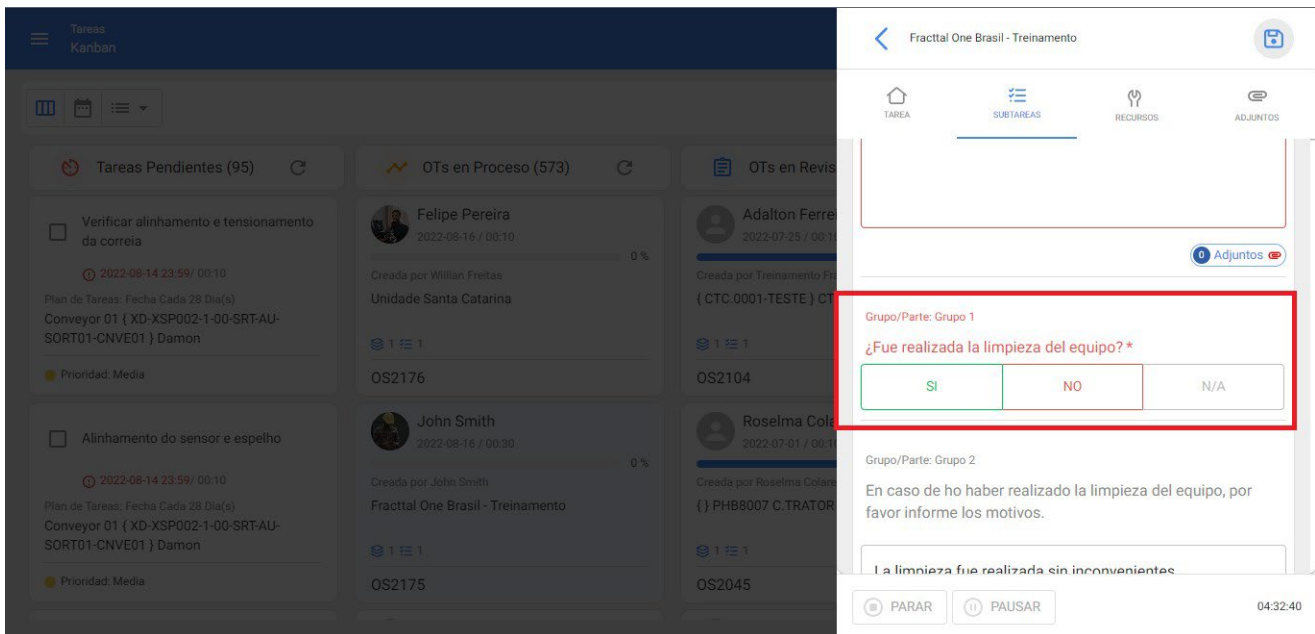 Tareas
Kanban
Tareas Pendientes (95)
OTs en Proceso (573)
OTs en Revis
Verificar alinhamento e tensionamento
da correia
2022-08-14 23:59/ 00:10
Plan de Tareas: Fecha Cada 28 Dia(s)
Conveyor 01 { XD-XSP002-1-00-SRT-AU-
SORT01-CNVE01 } Damon
Prioridad: Media
Alinhamento do sensor e espelho
2022-08-14 23:59/ 00:10
Plan de Tareas: Fecha Cada 28 Dia(s)
Conveyor 01 { XD-XSP002-1-00-SRT-AU-
SORT01-CNVE01 } Damon
Prioridad: Media
Felipe Pereira
2022-08-16 / 00:10
0 %
Creada por Willian Freitas
Unidade Santa Catarina
1 1
OS2176
John Smith
2022-08-16 / 00:30
0 %
Creada por John Smith
Fracttal One Brasil - Treinamento
1 1
OS2175
Adalton Ferrei
2022-07-25 / 00:10
Creada por Treinamento Fra
{ CTC.0001-TESTE } CT
1 1
OS2104
Roselma Cola
2022-07-01 / 00:1
Creada por Roselma Colare
{ } PHB8007 C.TRATOR
1 1
OS2045
Fracttal One Brasil - Treinamento
TAREA
SUBTAREAS
RECURSOS
ADJUNTOS
0 Adjuntos
Grupo/Parte: Grupo 1
¿Fue realizada la limpieza del equipo? *
SI
NO
N/A
Grupo/Parte: Grupo 2
En caso de ho haber realizado la limpieza del equipo, por
favor informe los motivos.
La limpieza fue realizada sin inconvenientes
PARAR
PAUSAR
04:32:40